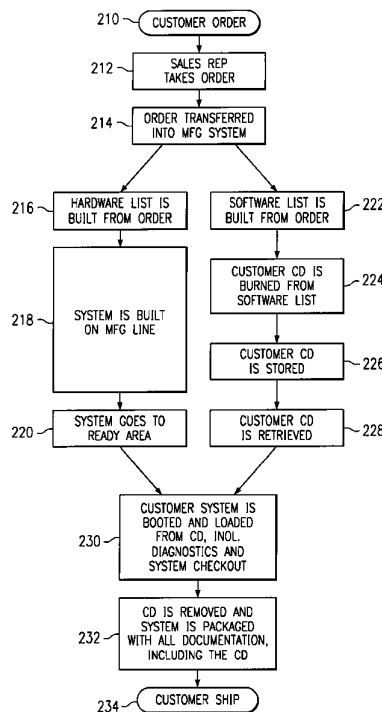 210
CUSTOMER ORDER
212
SALES REP
TAKES ORDER
214
ORDER TRANSFERRED
INTO MFG SYSTEM
216
HARDWARE LIST IS
BUILT FROM ORDER
SOFTWARE LIST IS
BUILT FROM ORDER
222
218
SYSTEM IS BUILT
ON MFG LINE
CUSTOMER CD IS
BURNED FROM
SOFTWARE LIST
224
CUSTOMER CD
IS STORED
226
220
SYSTEM GOES TO
READY AREA
CUSTOMER CD
IS RETRIEVED
228
230
CUSTOMER SYSTEM IS
BOOTED AND LOADED
FROM CD, INOL.
DIAGNOSTICS AND
SYSTEM CHECKOUT
232
CD IS REMOVED AND
SYSTEM IS PACKAGED
WITH ALL DOCUMENTATION,
INCLUDING THE CD
CUSTOMER SHIP
234